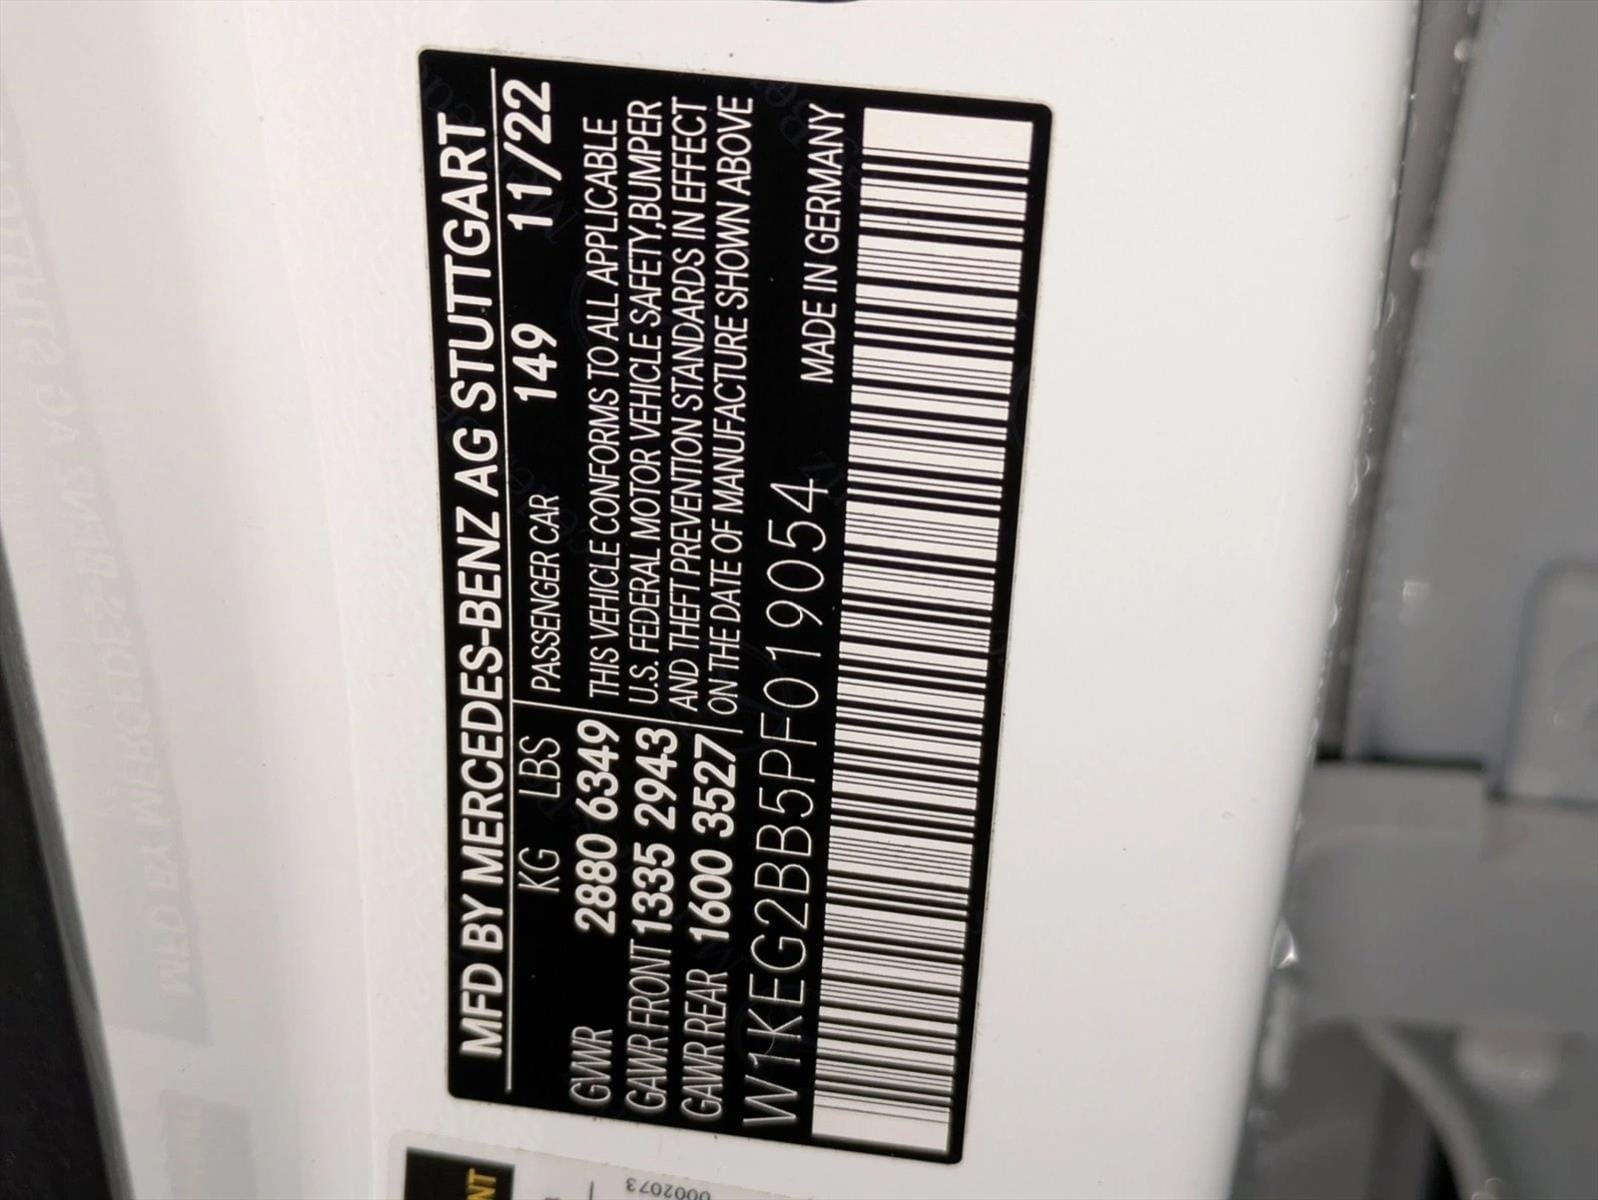 MFD BY MERCEDES-BENZ AG STUTTGART
KG LBS PASSENGER CAR 149 11/22
GVWR 2880 6349
GAWR FRONT 1335 2943
GAWR REAR 1600 3527
THIS VEHICLE CONFORMS TO ALL APPLICABLE
U.S. FEDERAL MOTOR VEHICLE SAFETY,BUMPER
AND THEFT PREVENTION STANDARDS IN EFFECT
ON THE DATE OF MANUFACTURE SHOWN ABOVE
W1KEG2BB5PF019054 MADE IN GERMANY
0002073